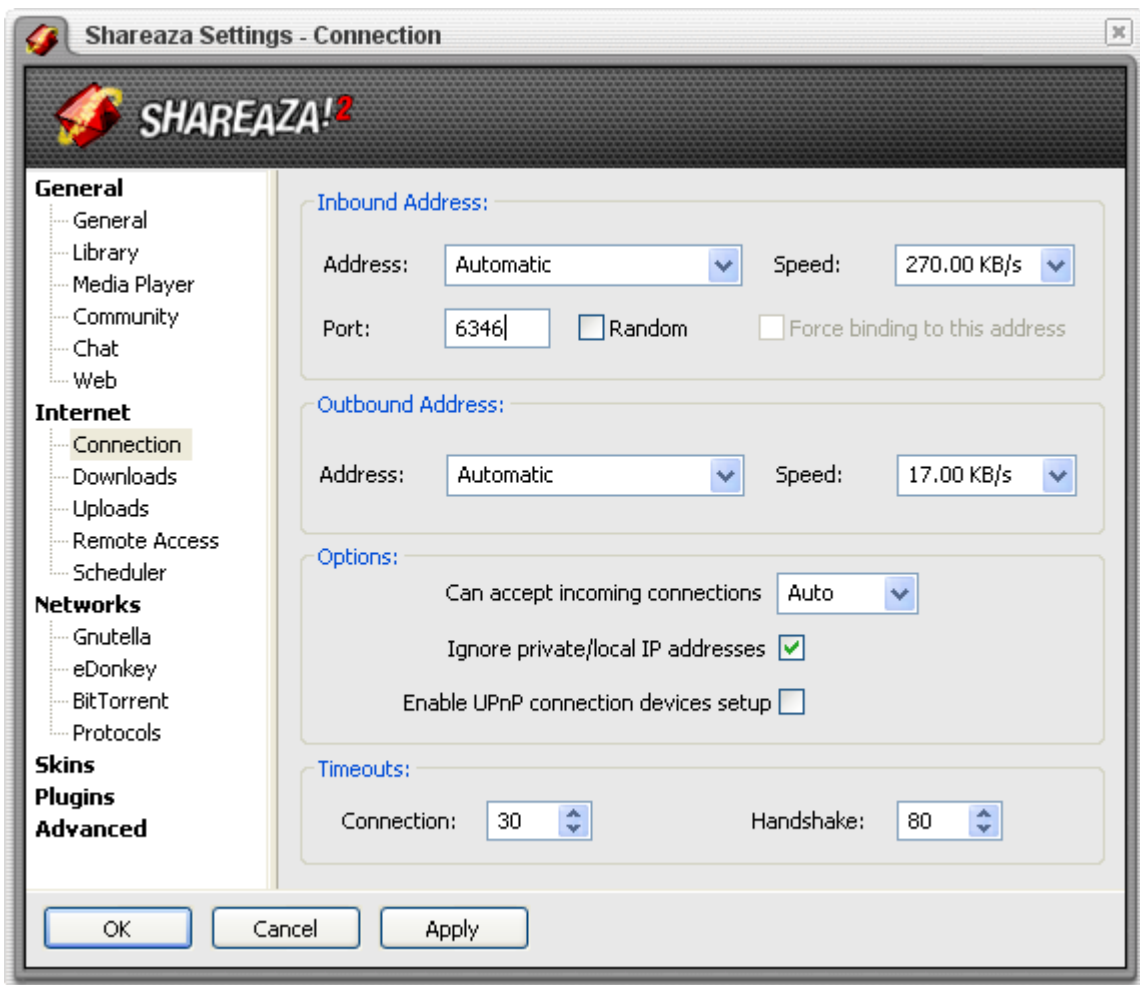 Shareaza Settings - Connection
SHAREAZA!2
General
General
Library
Media Player
Community
Chat
Web
Internet
Connection
Downloads
Uploads
Remote Access
Scheduler
Networks
Gnutella
eDonkey
BitTorrent
Protocols
Skins
Plugins
Advanced
Inbound Address:
Address: Automatic Speed: 270.00 KB/s
Port: 6346 Random Force binding to this address
Outbound Address:
Address: Automatic Speed: 17.00 KB/s
Options:
Can accept incoming connections Auto
Ignore private/local IP addresses
Enable UPnP connection devices setup
Timeouts:
Connection: 30 Handshake: 80
OK Cancel Apply